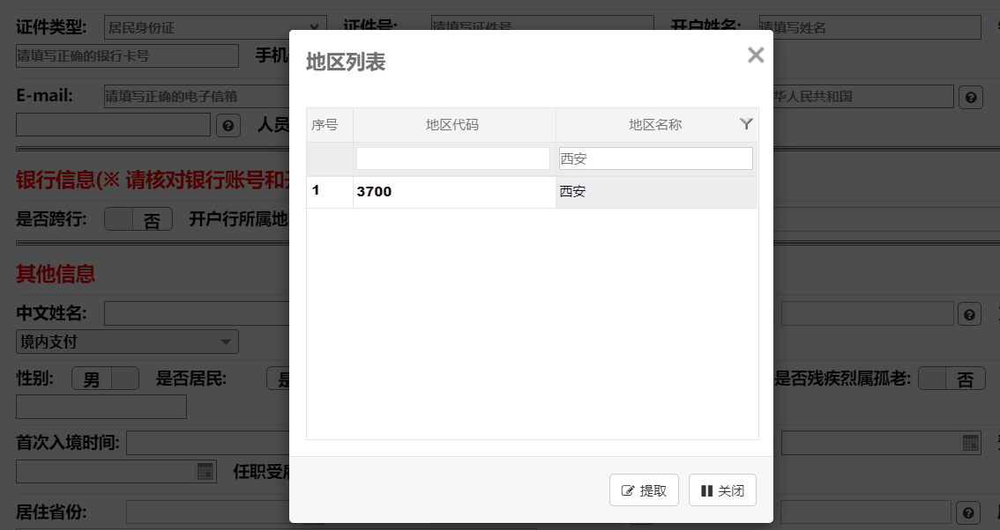 证件类型: 居民身份证 证件号: 请填写证件号 开户姓名: 请填写姓名
请填写正确的银行卡号 手机
E-mail: 请填写正确的电子信箱 华人民共和国
人员
银行信息(※ 请核对银行账号和开
是否跨行: 否 开户行所属地
其他信息
中文姓名:
境内支付
性别: 男 是否居民: 是 是否残疾烈属孤老: 否
首次入境时间:
任职受雇
居住省份:
地区列表
序号 地区代码 地区名称
西安
1 3700 西安
提取 关闭